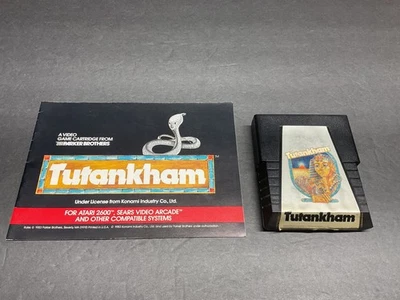 A VIDEO
GAME CARTRIDGE FROM
PARKER BROTHERS
Tutankham
Under License from Konami Industry Co., Ltd.
FOR ATARI 2600™, SEARS VIDEO ARCADE™
AND OTHER COMPATIBLE SYSTEMS
Tutankham
Tutankham